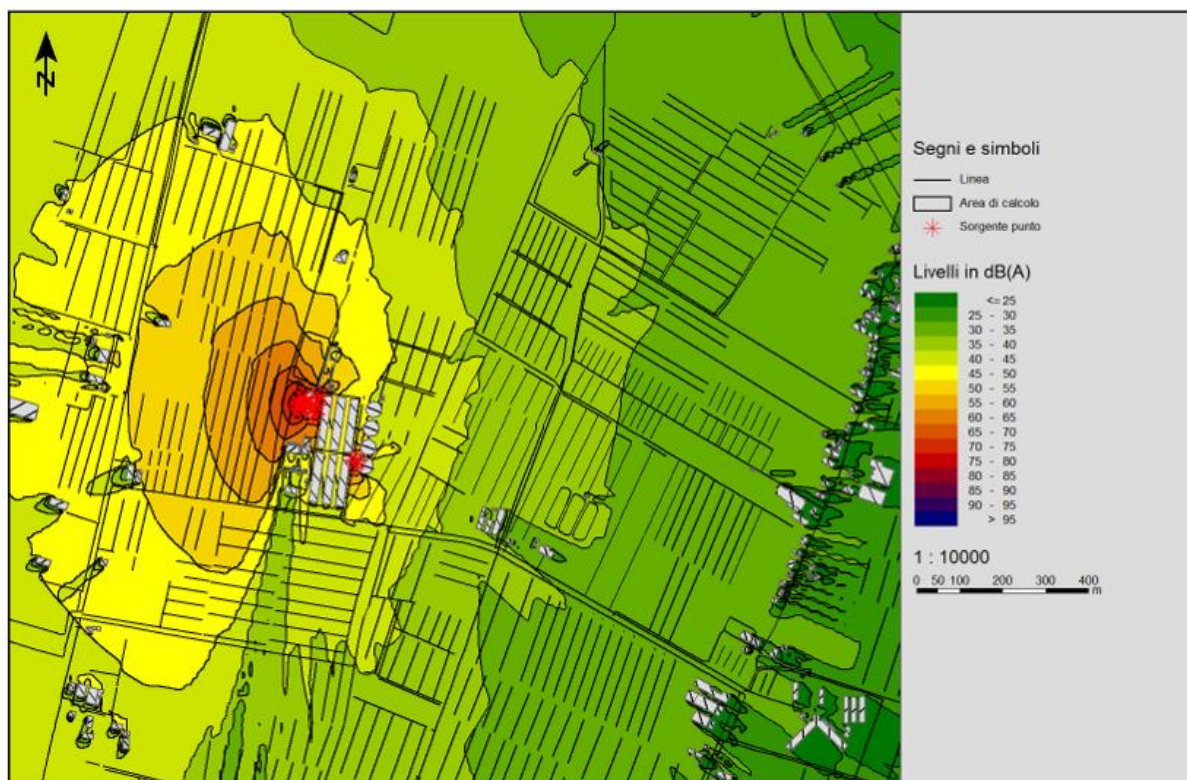 N
Segni e simboli
Linea
Area di calcolo
Sorgente punto
Livelli in dB(A)
<= 25
25 - 30
30 - 35
35 - 40
40 - 45
45 - 50
50 - 55
55 - 60
60 - 65
65 - 70
70 - 75
75 - 80
80 - 85
85 - 90
90 - 95
> 95
1 : 10000
0 50 100 200 300 400
m